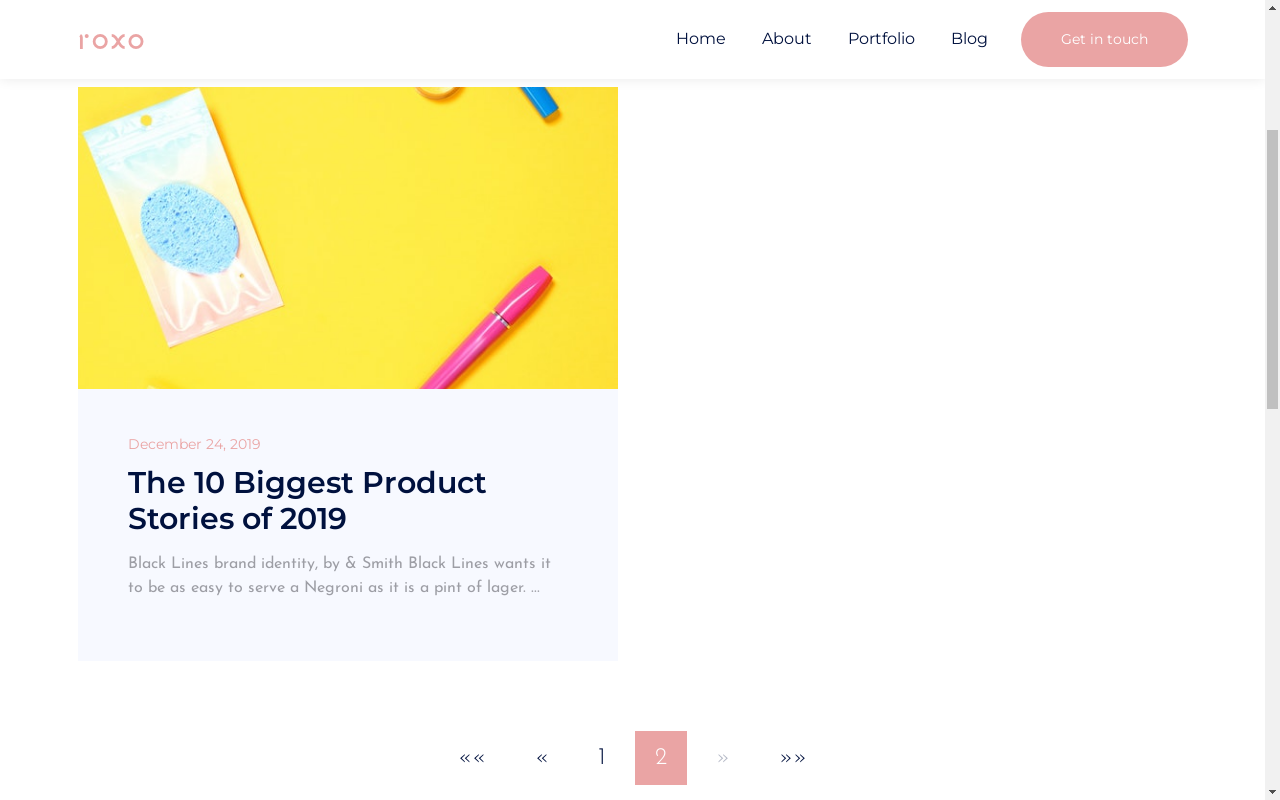 roxo
Home
About
Portfolio
Blog
Get in touch
December 24, 2019
The 10 Biggest Product
Stories of 2019
Black Lines brand identity, by & Smith Black Lines wants it
to be as easy to serve a Negroni as it is a pint of lager. ...
««
«
1
2
»
»»